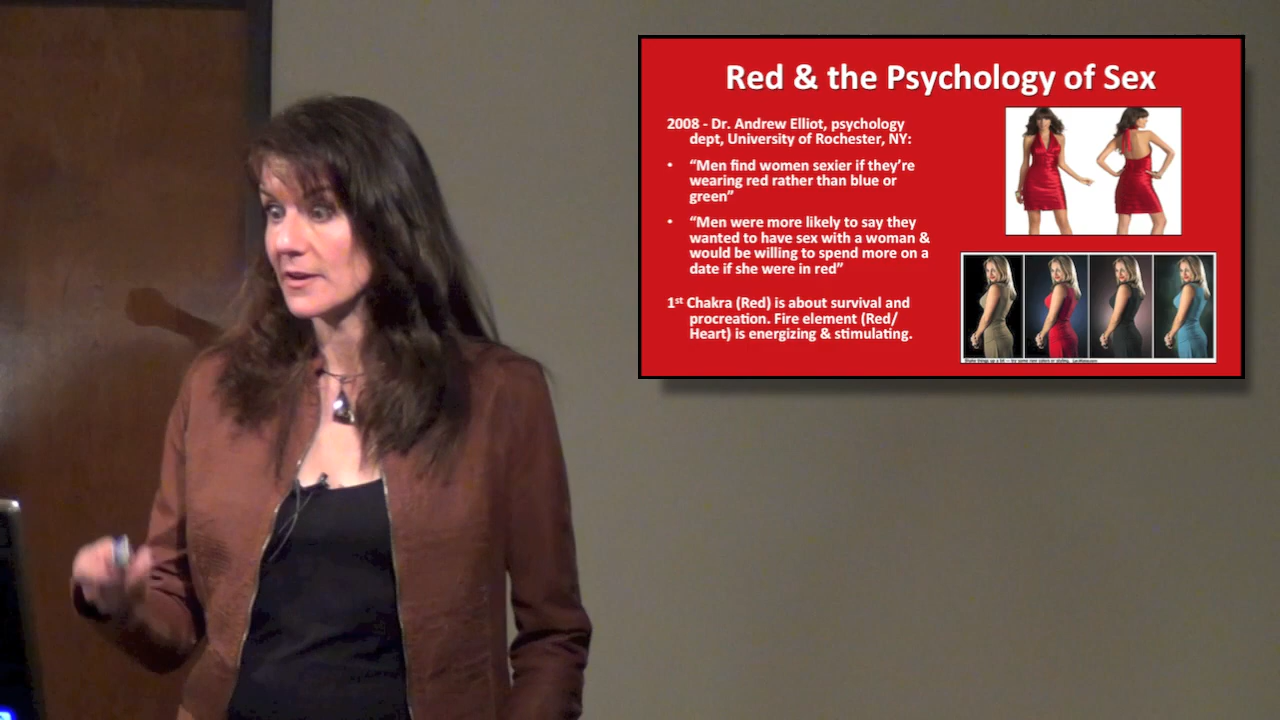 Red & the Psychology of Sex
2008 - Dr. Andrew Elliot, psychology
dept, University of Rochester, NY:
• “Men find women sexier if they’re
wearing red rather than blue or
green”
• “Men were more likely to say they
wanted to have sex with a woman &
would be willing to spend more on a
date if she were in red”
1st Chakra (Red) is about survival and
procreation. Fire element (Red/
Heart) is energizing & stimulating.